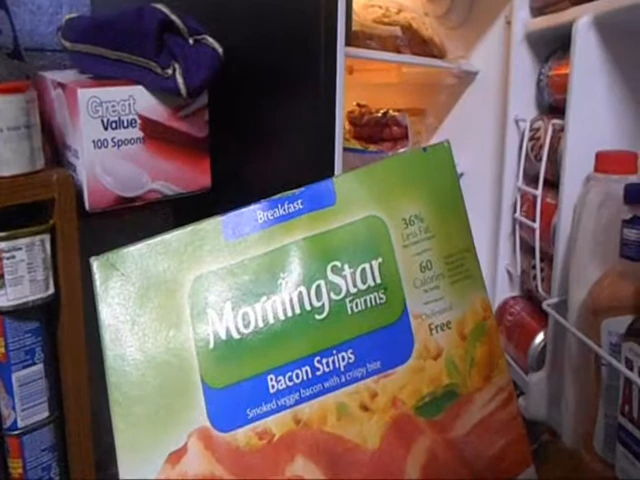 Great
Value
100 Spoons
Breakfast
MorningStar
Farms
Bacon Strips
Smoked veggie bacon with a crispy bite
36%
Less Fat
60
Calories
Cholesterol
Free